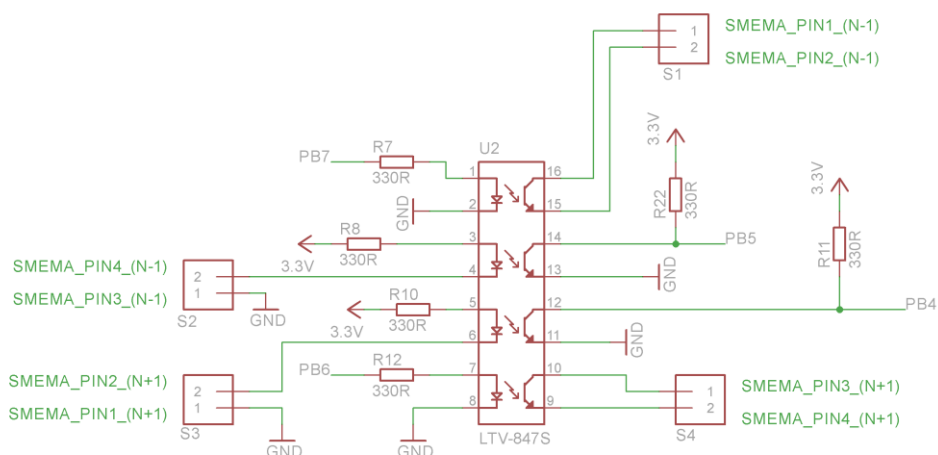 SMEMA_PIN1_(N-1)
1
2
SMEMA_PIN2_(N-1)
S1
3.3V
3.3V
U2
PB7
R7
330R
1
16
R22
330R
GND
2
15
R8
330R
3
14
PB5
R11
330R
3.3V
SMEMA_PIN4_(N-1)
2
4
13
GND
SMEMA_PIN3_(N-1)
1
S2
GND
R10
330R
5
12
PB4
3.3V
6
11
GND
PB6
R12
330R
7
10
SMEMA_PIN2_(N+1)
2
SMEMA_PIN3_(N+1)
1
SMEMA_PIN1_(N+1)
1
8
9
2
SMEMA_PIN4_(N+1)
S3
S4
GND
GND
LTV-847S